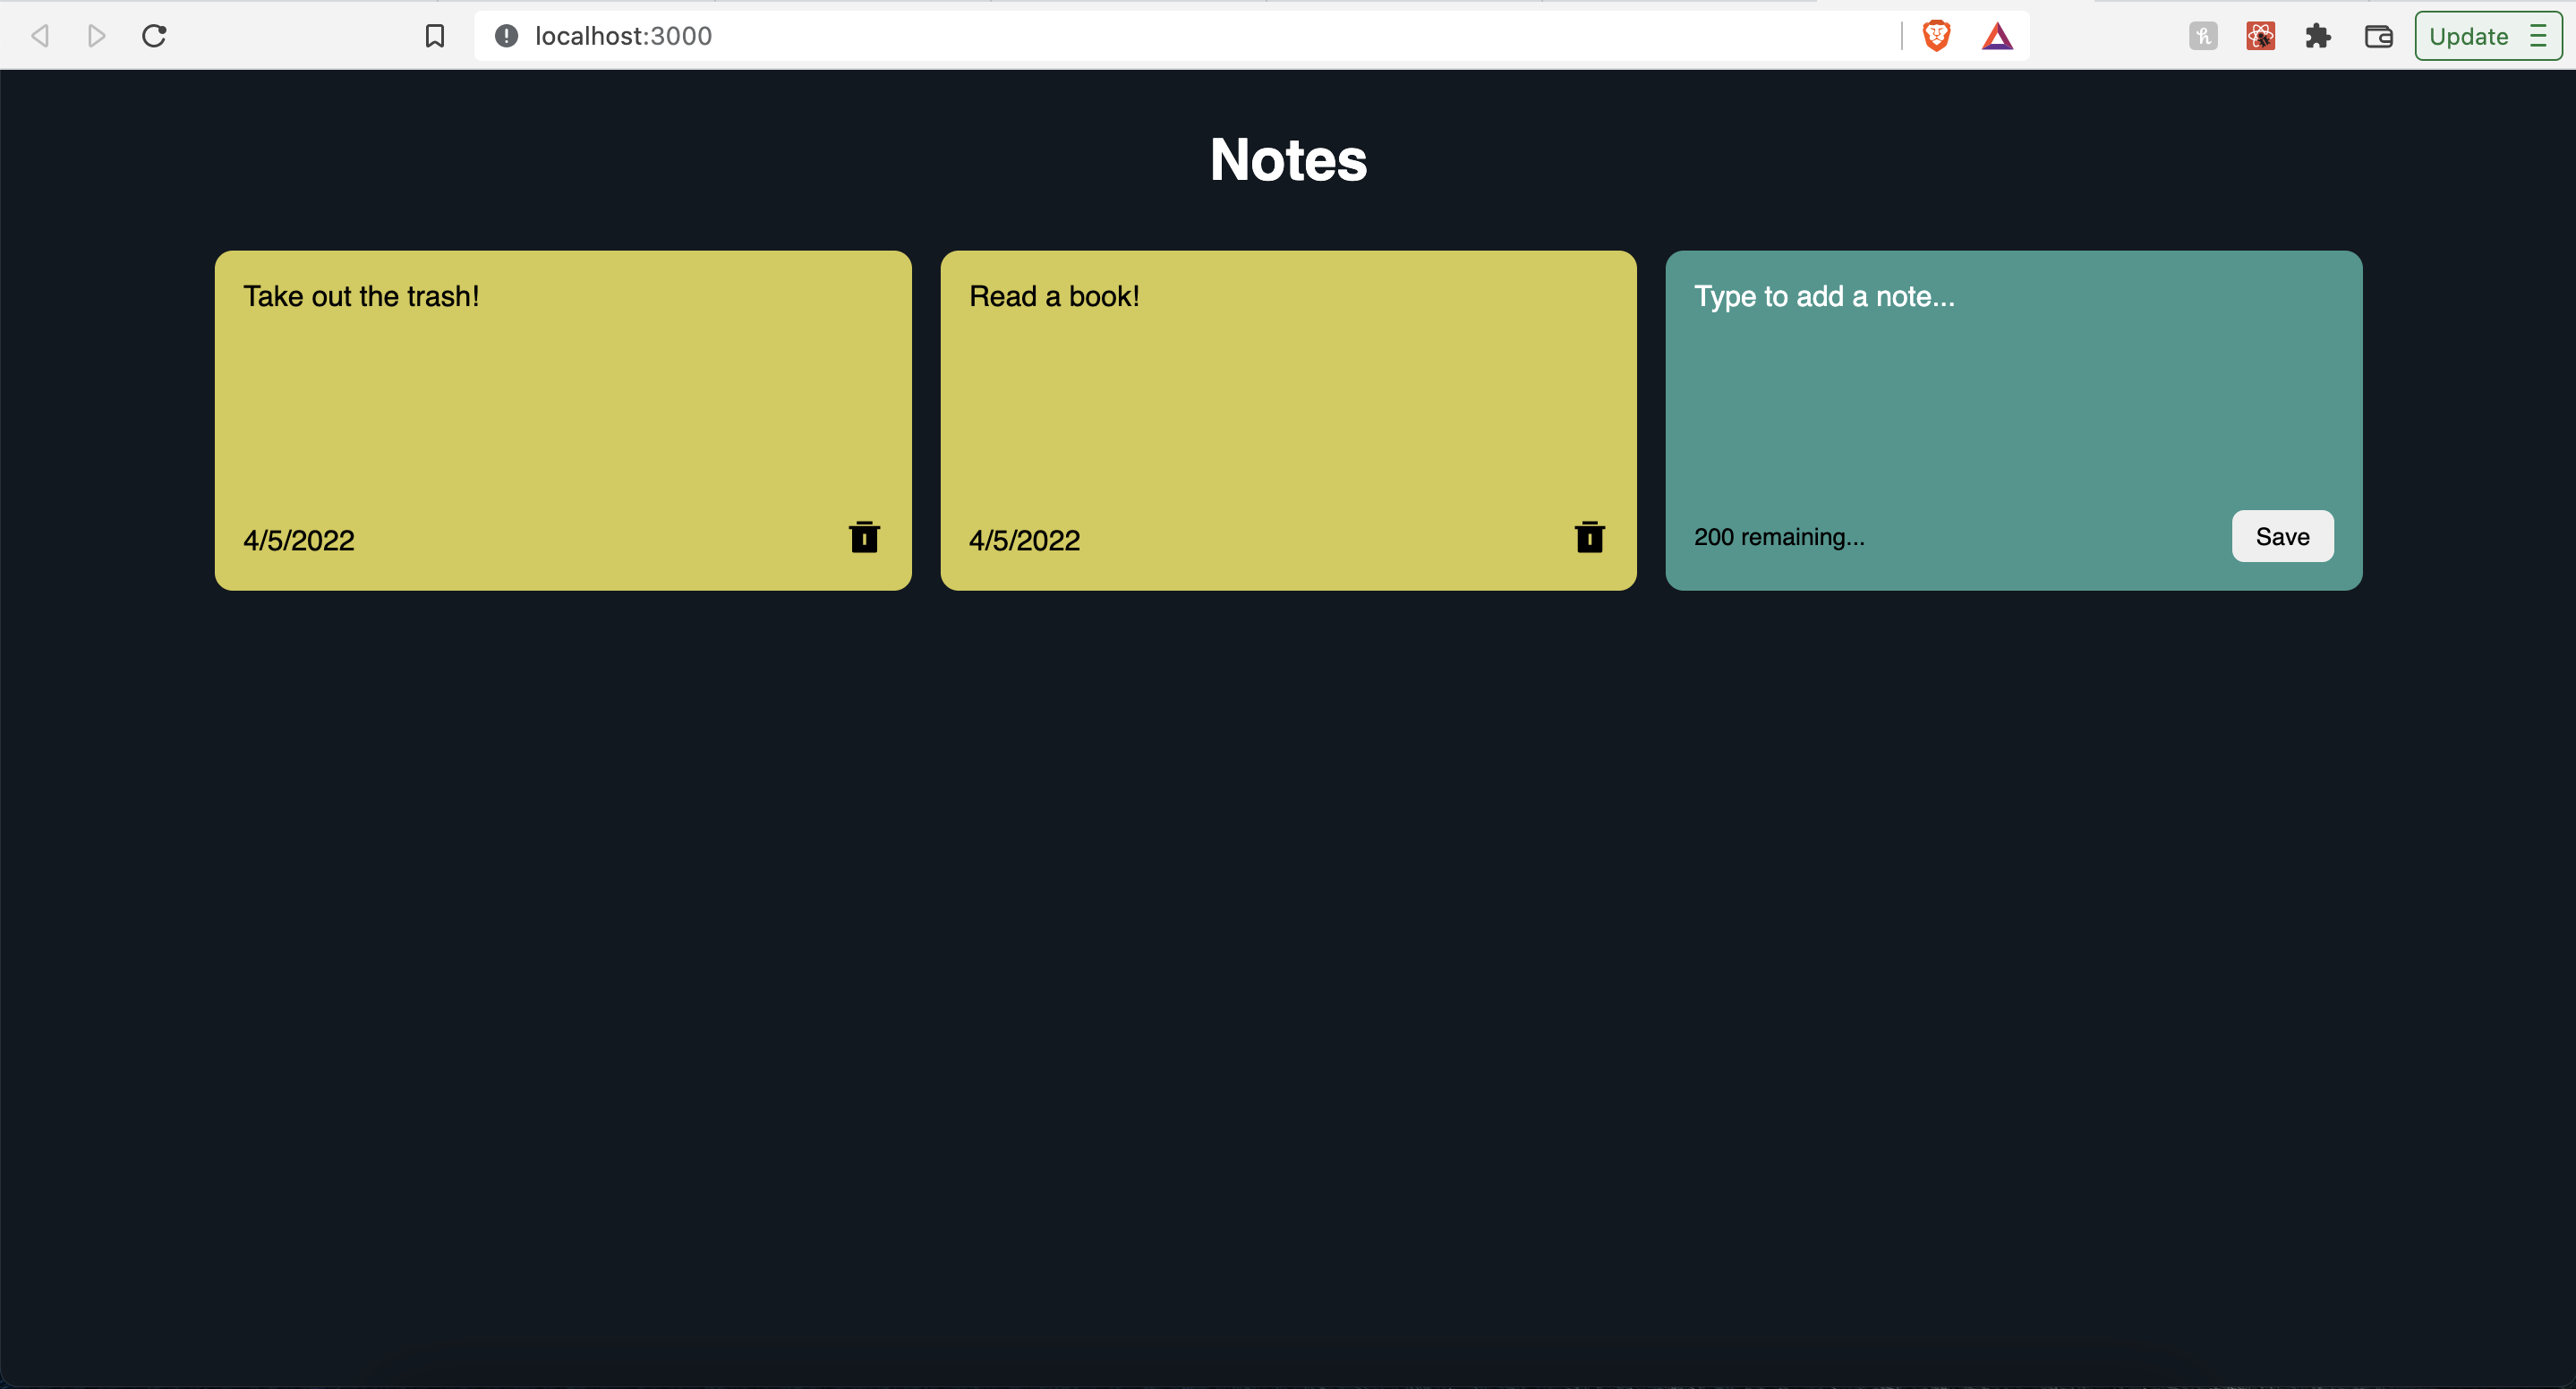 localhost:3000
Update
Notes
Take out the trash!
4/5/2022
Read a book!
4/5/2022
Type to add a note...
200 remaining...
Save